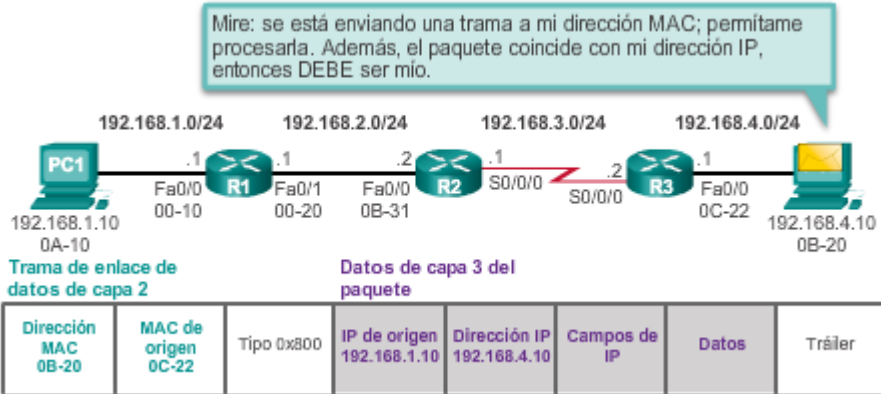 Mire: se está enviando una trama a mi dirección MAC; permítame
procesarla. Además, el paquete coincide con mi dirección IP,
entonces DEBE ser mío.
192.168.1.0/24 192.168.2.0/24 192.168.3.0/24 192.168.4.0/24
PC1 .1 R1 .1 .2 R2 .1 .2 R3 .1
Fa0/0 Fa0/1 Fa0/0 S0/0/0 S0/0/0 Fa0/0
00-10 00-20 0B-31 0C-22
192.168.1.10 192.168.4.10
0A-10 0B-20
Trama de enlace de
datos de capa 2
Datos de capa 3 del
paquete
Dirección
MAC
0B-20
MAC de
origen
0C-22
Tipo 0x800
IP de origen
192.168.1.10
Dirección IP
192.168.4.10
Campos de
IP
Datos
Tráiler